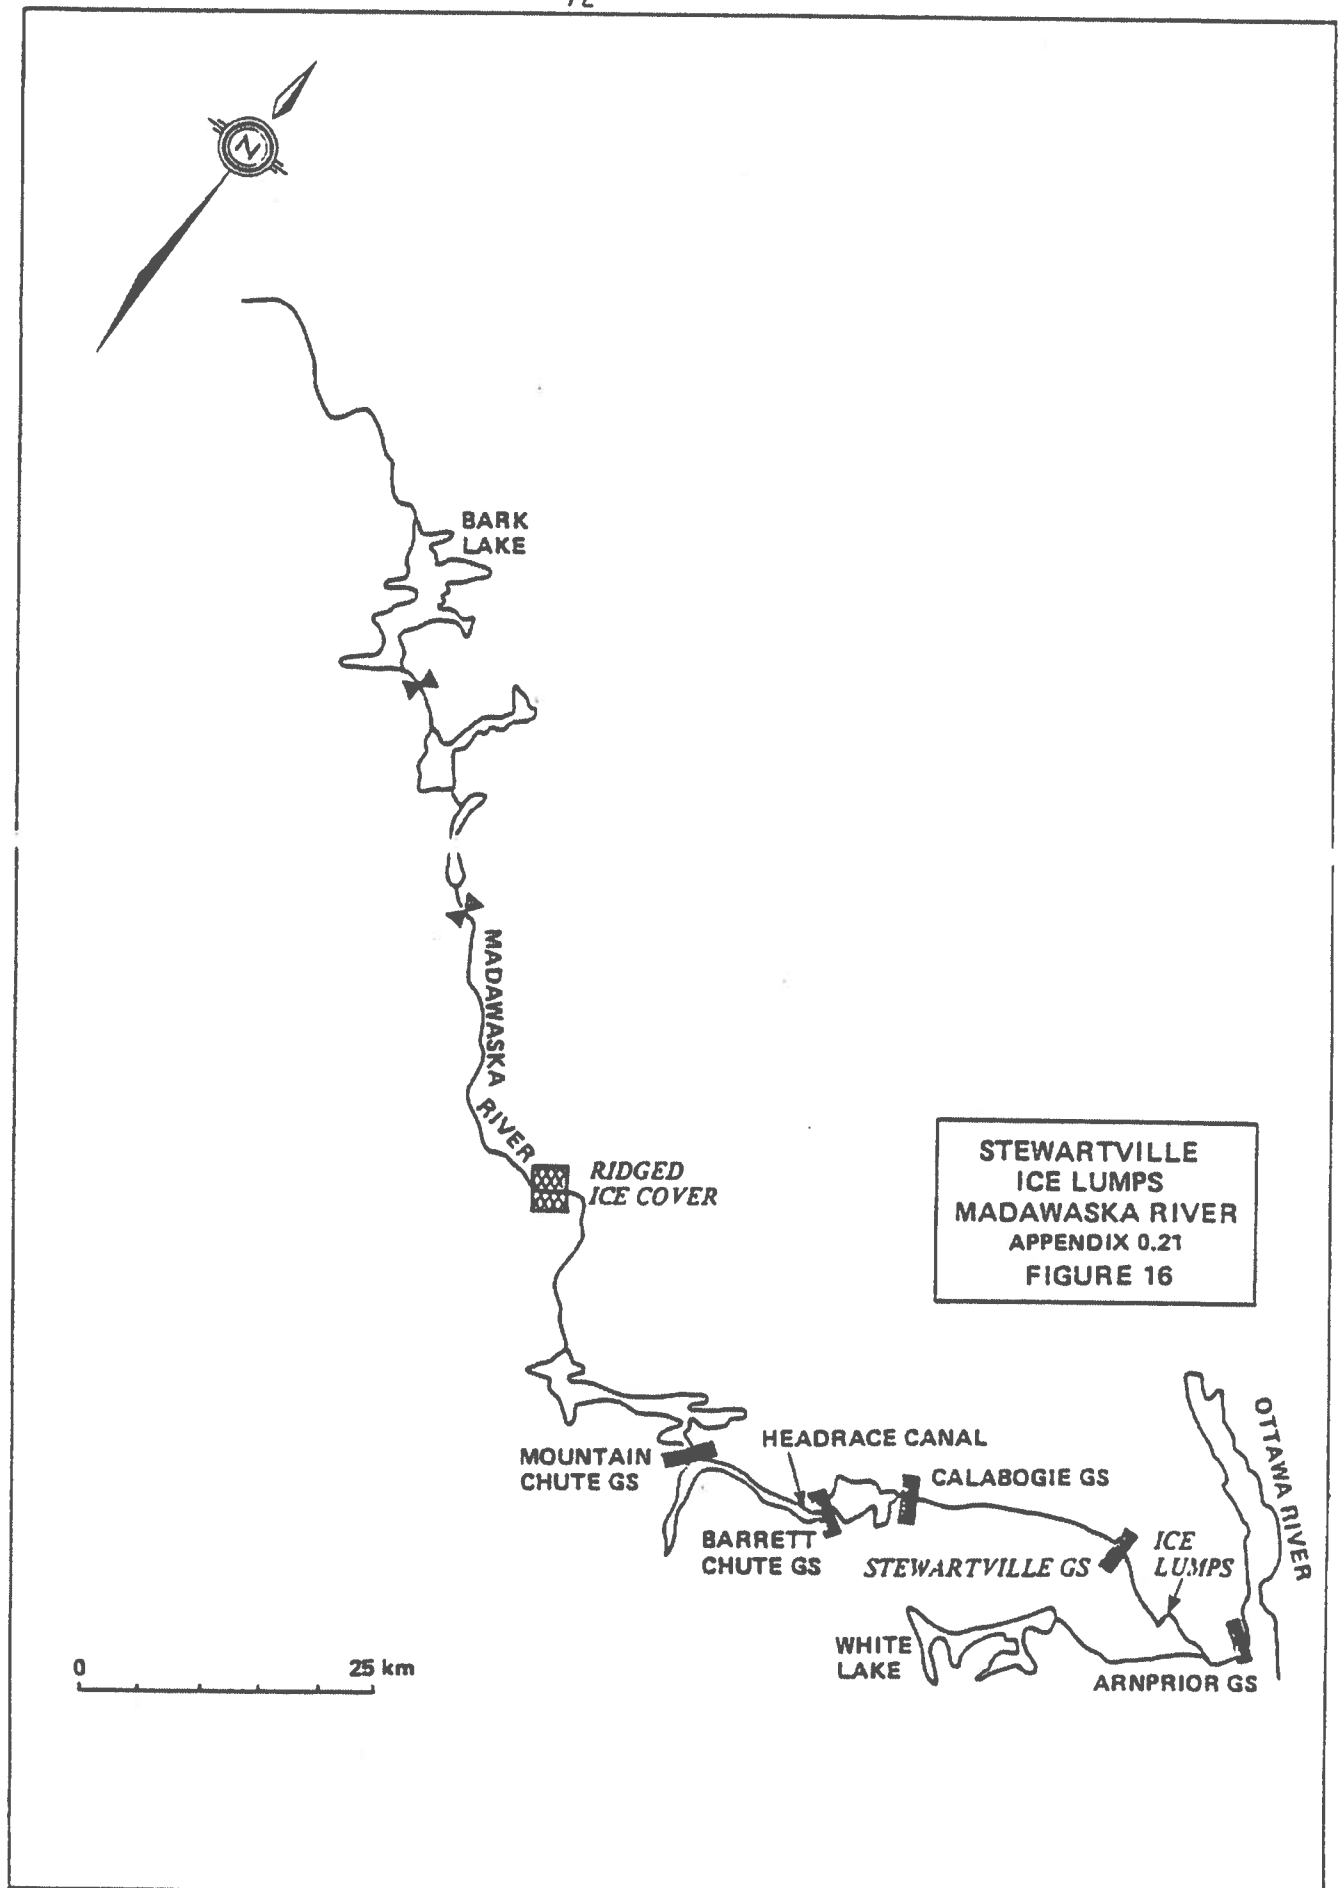 N
BARK
LAKE
MADAWASKA
RIVER
RIDGED
ICE COVER
STEWARTVILLE
ICE LUMPS
MADAWASKA RIVER
APPENDIX 0.21
FIGURE 16
MOUNTAIN
CHUTE GS
HEADRACE CANAL
CALABOGIE GS
OTTAWA RIVER
BARRETT
CHUTE GS
STEWARTVILLE GS
ICE
LUMPS
WHITE
LAKE
ARNPRIOR GS
0 25 km